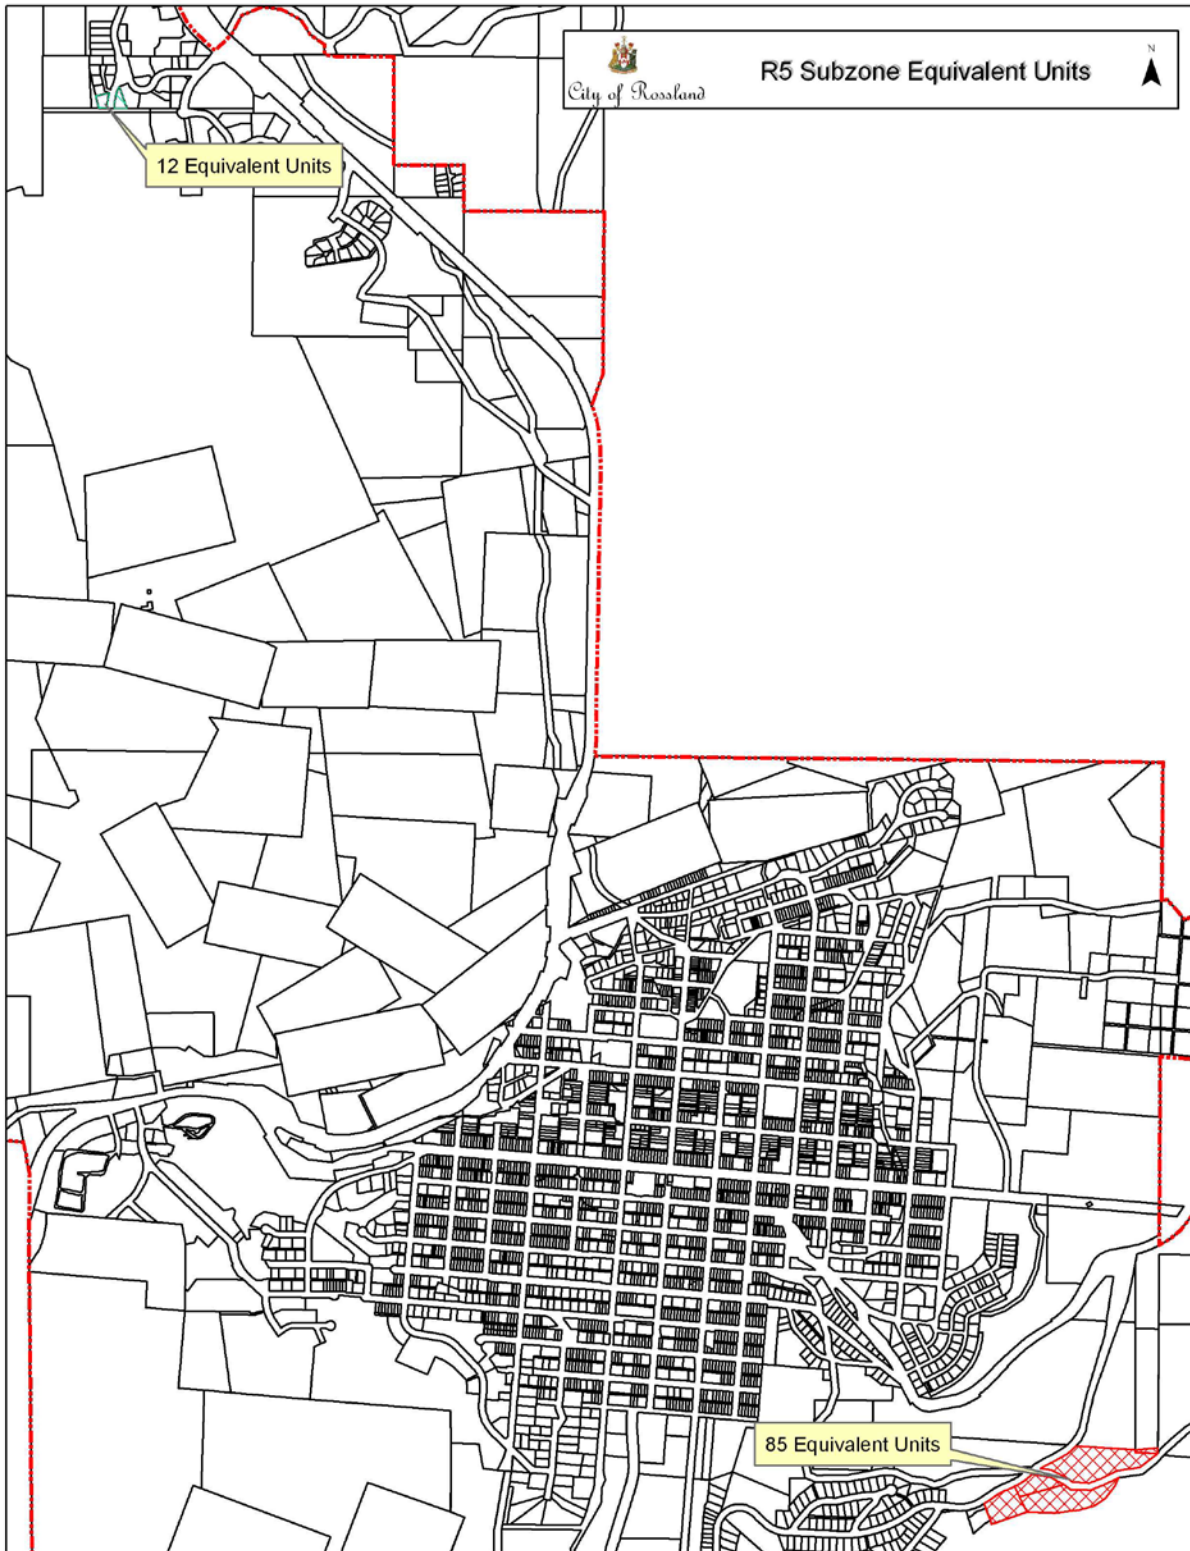 City of Rossland
R5 Subzone Equivalent Units
N
12 Equivalent Units
85 Equivalent Units